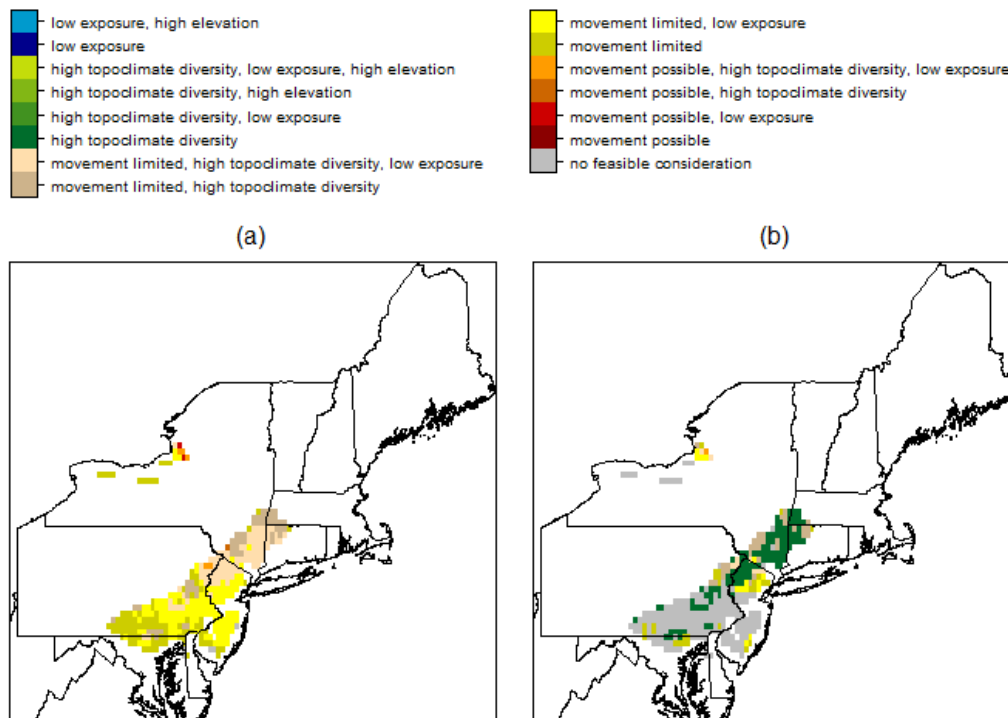 low exposure, high elevation
low exposure
high topoclimate diversity, low exposure, high elevation
high topoclimate diversity, high elevation
high topoclimate diversity, low exposure
high topoclimate diversity
movement limited, high topoclimate diversity, low exposure
movement limited, high topoclimate diversity
movement limited, low exposure
movement limited
movement possible, high topoclimate diversity, low exposure
movement possible, high topoclimate diversity
movement possible, low exposure
movement possible
no feasible consideration
(a)
(b)